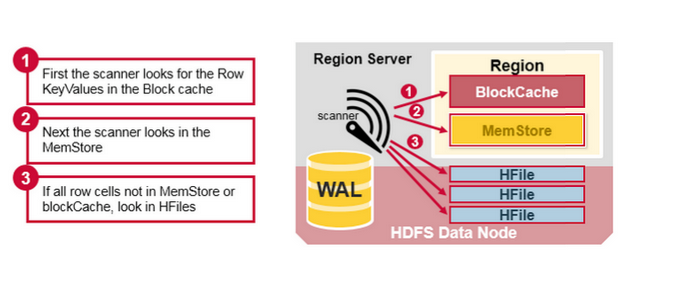 1
First the scanner looks for the Row
KeyValues in the Block cache
2
Next the scanner looks in the
MemStore
3
If all row cells not in MemStore or
blockCache, look in HFiles
Region Server
Region
1
BlockCache
2
scanner
MemStore
3
HFile
WAL
HFile
HFile
HDFS Data Node